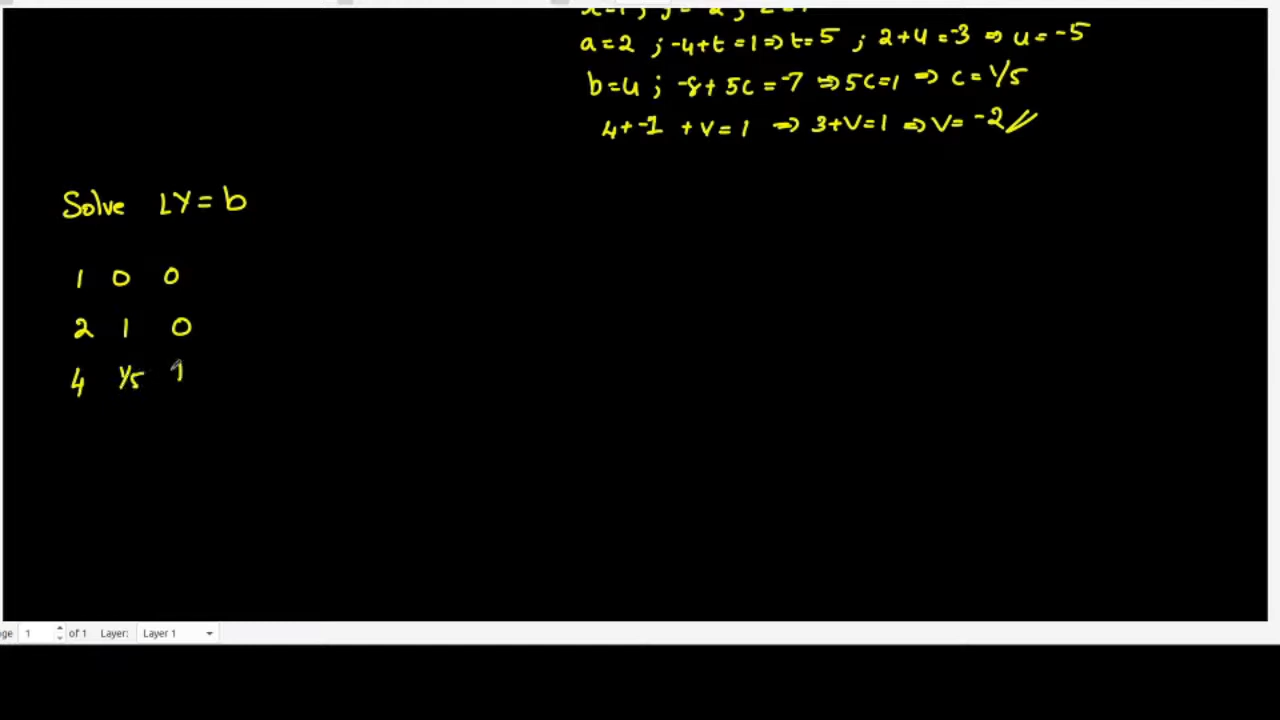 a=2 ; -4+t =1 => t= 5 ; 2+u =-3 => u = -5
b=4 ; -8+ 5c = -7 => 5c=1 => c = 1/5
4+-1 +v= 1 => 3+v=1 => v= -2 //
Solve LY= b
1 0 0
2 1 0
4 1/5 1
of 1 Layer: Layer 1
1